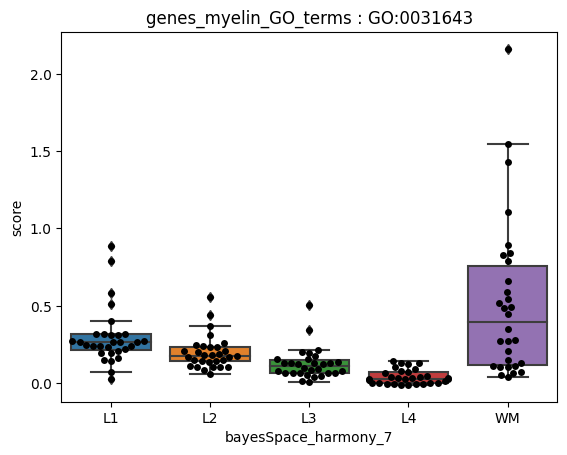 genes_myelin_GO_terms : GO:0031643
2.0
1.5
1.0
0.5
0.0
score
L1 L2 L3 L4 WM
bayesSpace_harmony_7